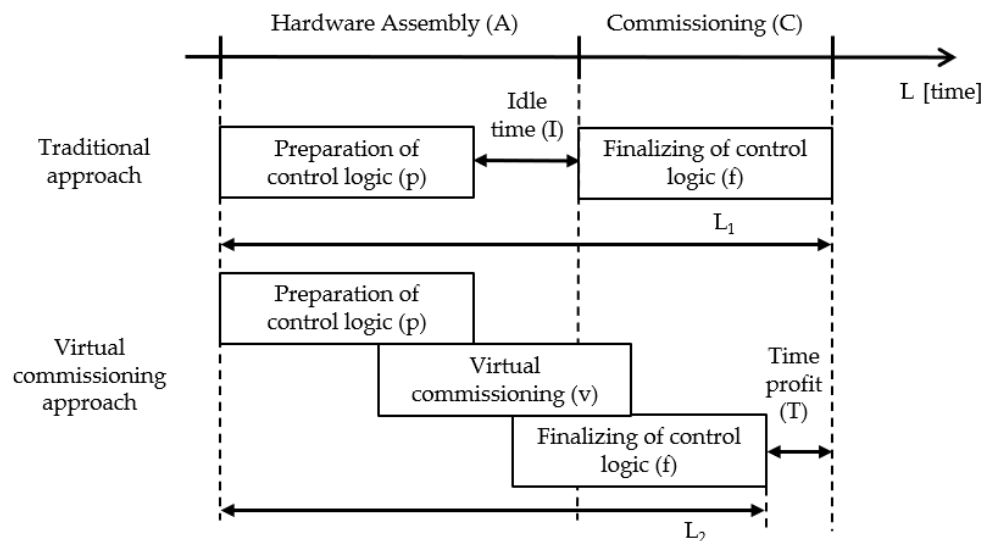 Hardware Assembly (A)
Commissioning (C)
L [time]
Idle
time (I)
Traditional
approach
Preparation of
control logic (p)
Finalizing of control
logic (f)
L₁
Preparation of
control logic (p)
Virtual
commissioning
approach
Virtual
commissioning (v)
Time
profit
(T)
Finalizing of control
logic (f)
L₂